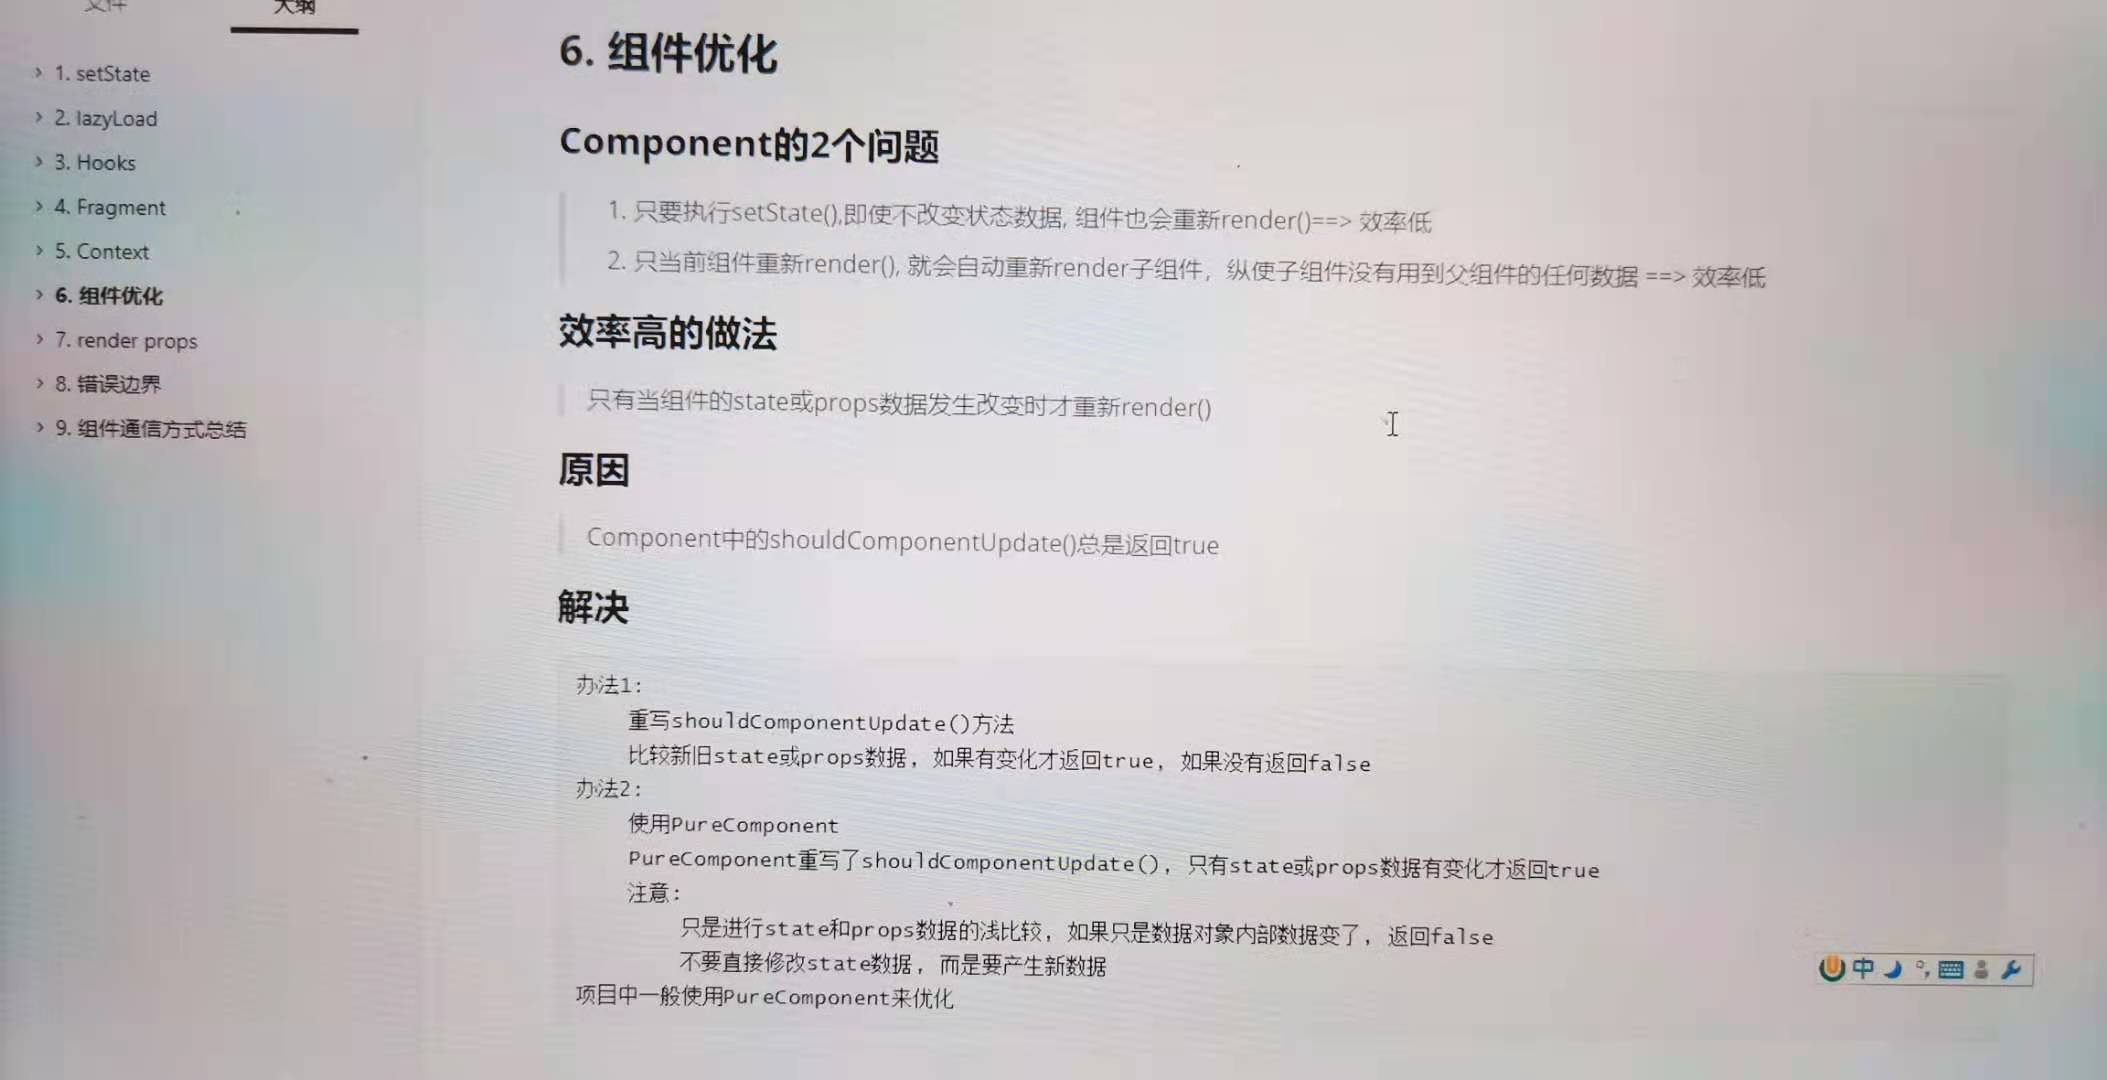 文件
大纲
1. setState
2. lazyLoad
3. Hooks
4. Fragment
5. Context
6. 组件优化
7. render props
8. 错误边界
9. 组件通信方式总结
6. 组件优化
Component的2个问题
1. 只要执行setState(),即使不改变状态数据, 组件也会重新render()==> 效率低
2. 只当前组件重新render(), 就会自动重新render子组件，纵使子组件没有用到父组件的任何数据 ==> 效率低
效率高的做法
只有当组件的state或props数据发生改变时才重新render()
原因
Component中的shouldComponentUpdate()总是返回true
解决
办法1:
重写shouldComponentUpdate()方法
比较新旧state或props数据, 如果有变化才返回true, 如果没有返回false
办法2:
使用PureComponent
PureComponent重写了shouldComponentUpdate(), 只有state或props数据有变化才返回true
注意:
只是进行state和props数据的浅比较, 如果只是数据对象内部数据变了, 返回false
不要直接修改state数据, 而是要产生新数据
项目中一般使用PureComponent来优化
中